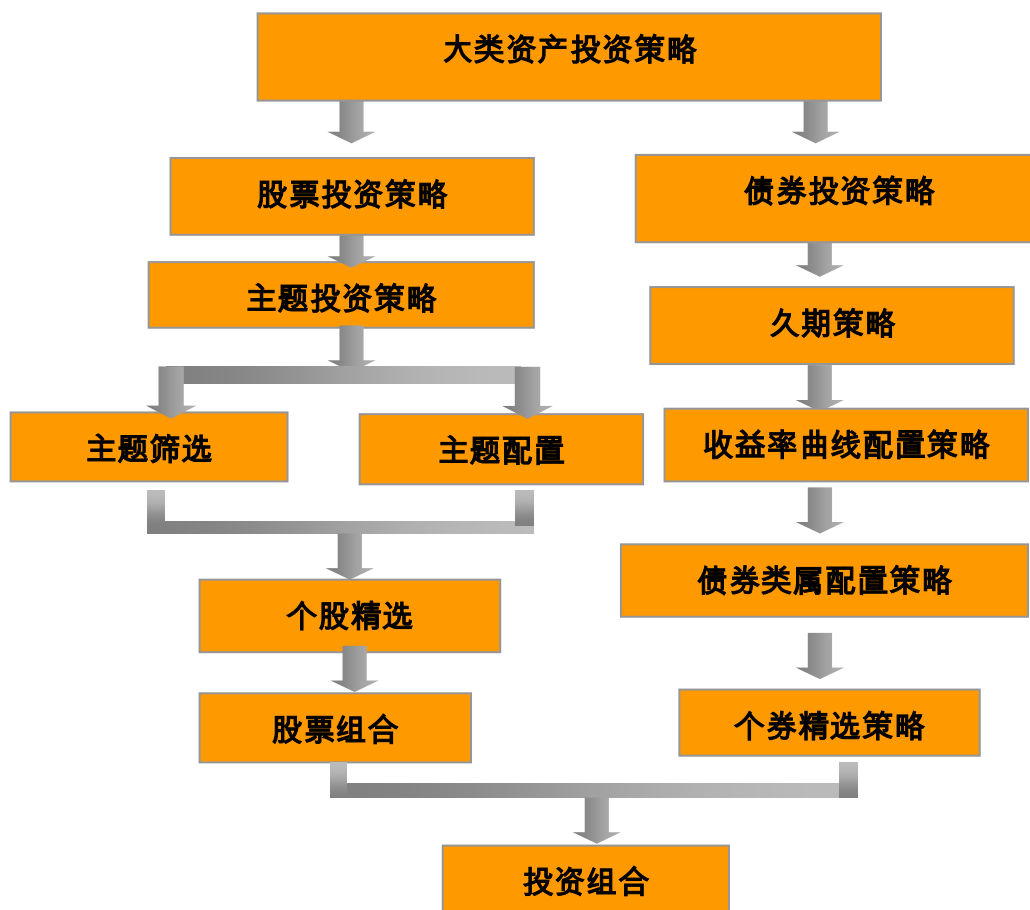 大类资产投资策略
股票投资策略
债券投资策略
主题投资策略
久期策略
主题筛选
主题配置
收益率曲线配置策略
债券类属配置策略
个股精选
股票组合
个券精选策略
投资组合